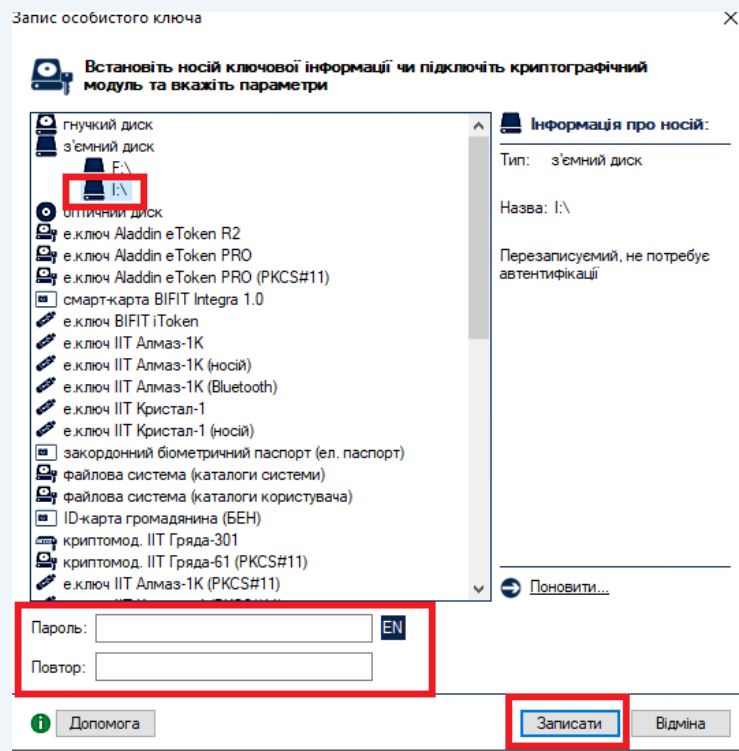 Запис особистого ключа
Встановіть носій ключової інформації чи підключіть криптографічний
модуль та вкажіть параметри
гнучкий диск
з'ємний диск
F:\
I:\
оптичний диск
е.ключ Aladdin eToken R2
е.ключ Aladdin eToken PRO
е.ключ Aladdin eToken PRO (PKCS#11)
смарт-карта BIFIT Integra 1.0
е.ключ BIFIT iToken
е.ключ ІІТ Алмаз-1К
е.ключ ІІТ Алмаз-1К (носій)
е.ключ ІІТ Алмаз-1К (Bluetooth)
е.ключ ІІТ Кристал-1
е.ключ ІІТ Кристал-1 (носій)
закордонний біометричний паспорт (ел. паспорт)
файлова система (каталоги системи)
файлова система (каталоги користувача)
ID-карта громадянина (БЕН)
криптомод. ІІТ Гряда-301
криптомод. ІІТ Гряда-61 (PKCS#11)
е.ключ ІІТ Алмаз-1К (PKCS#11)
Інформація про носій:
Тип: з'ємний диск
Назва: I:\
Перезаписуемий, не потребує
автентифікації
Поновити...
Пароль:
EN
Повтор:
Допомога
Записати
Відміна